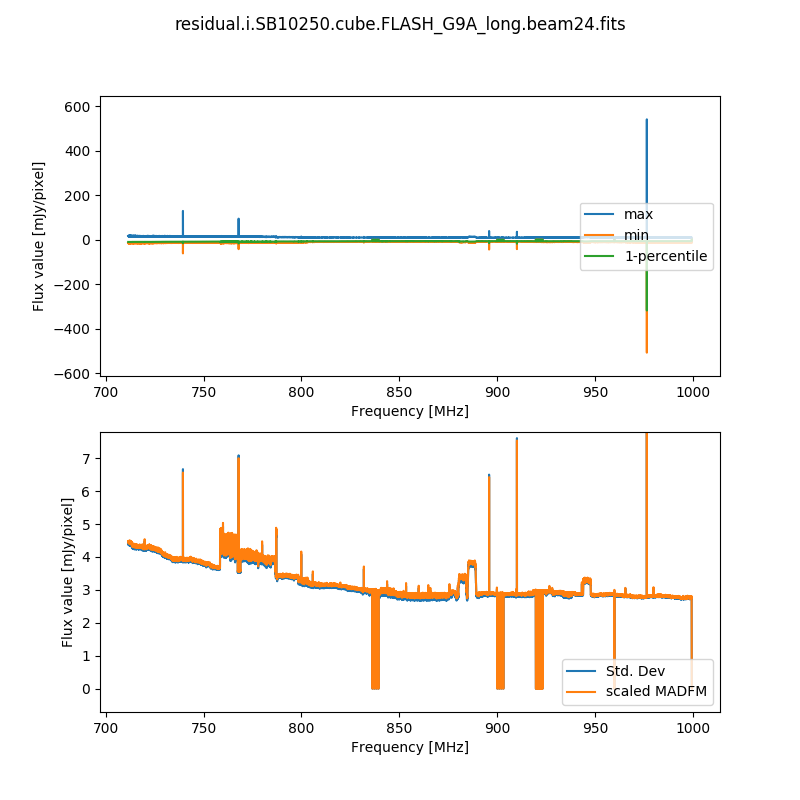 residual.i.SB10250.cube.FLASH_G9A_long.beam24.fits
600
400
200
0
−200
−400
−600
Flux value [mJy/pixel]
max
min
1-percentile
700 750 800 850 900 950 1000
Frequency [MHz]
7
6
5
4
3
2
1
0
Flux value [mJy/pixel]
Std. Dev
scaled MADFM
700 750 800 850 900 950 1000
Frequency [MHz]